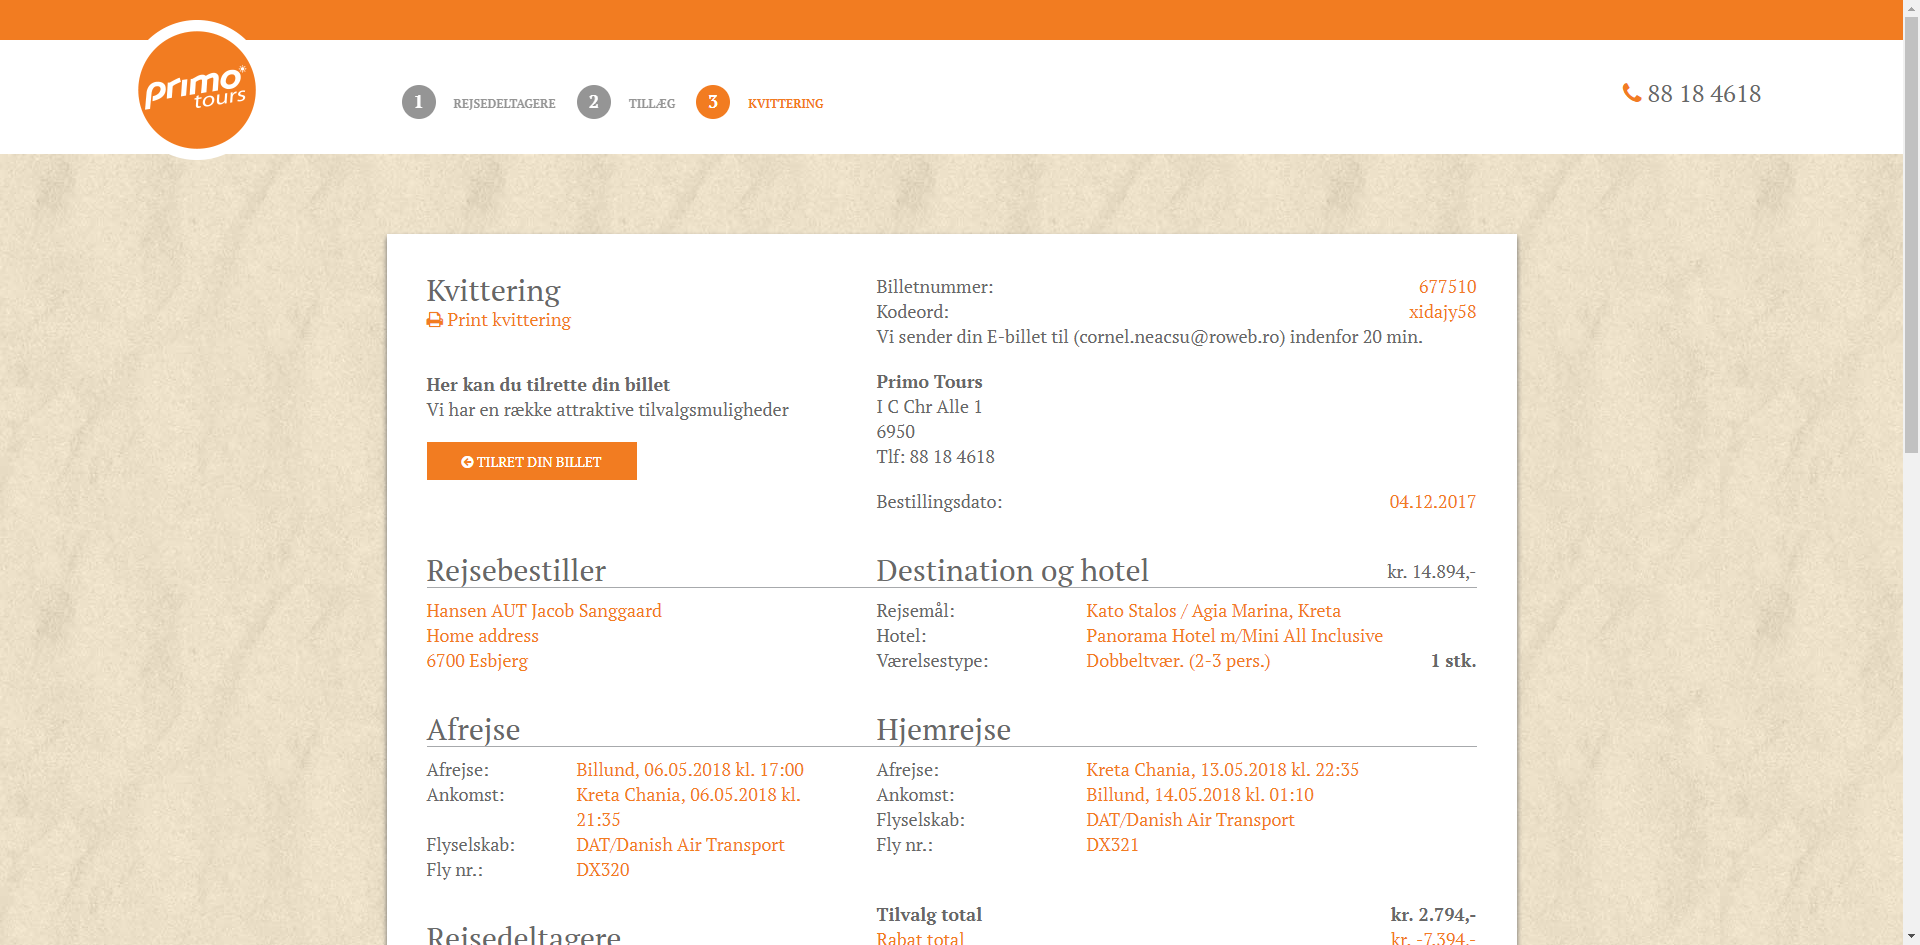 primo
tours
1 REJSEDELTAGERE 2 TILLÆG 3 KVITTERING
88 18 4618
Kvittering
Print kvittering
Her kan du tilrette din billet
Vi har en række attraktive tilvalgsmuligheder
TILRET DIN BILLET
Billetnummer: 677510
Kodeord: xidajy58
Vi sender din E-billet til (cornel.neacsu@roweb.ro) indenfor 20 min.
Primo Tours
I C Chr Alle 1
6950
Tlf: 88 18 4618
Bestillingsdato: 04.12.2017
Rejsebestiller
Hansen AUT Jacob Sanggaard
Home address
6700 Esbjerg
Destination og hotel kr. 14.894,-
Rejsemål: Kato Stalos / Agia Marina, Kreta
Hotel: Panorama Hotel m/Mini All Inclusive
Værelsestype: Dobbeltvær. (2-3 pers.) 1 stk.
Afrejse
Afrejse: Billund, 06.05.2018 kl. 17:00
Ankomst: Kreta Chania, 06.05.2018 kl.
21:35
Flyselskab: DAT/Danish Air Transport
Fly nr.: DX320
Hjemrejse
Afrejse: Kreta Chania, 13.05.2018 kl. 22:35
Ankomst: Billund, 14.05.2018 kl. 01:10
Flyselskab: DAT/Danish Air Transport
Fly nr.: DX321
Rejsedeltagere
Tilvalg total kr. 2.794,-
Rabat total kr. -7.394,-